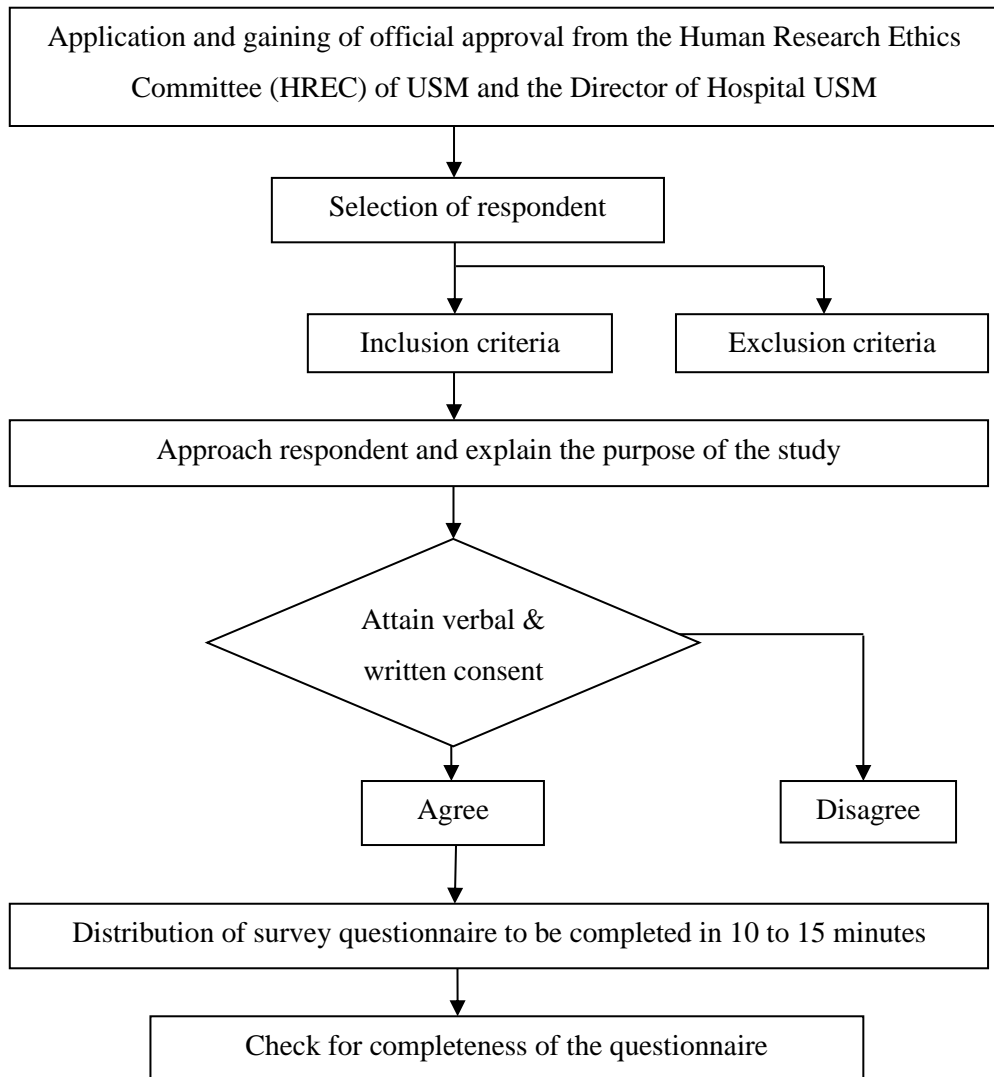 Application and gaining of official approval from the Human Research Ethics
Committee (HREC) of USM and the Director of Hospital USM
Selection of respondent
Inclusion criteria
Exclusion criteria
Approach respondent and explain the purpose of the study
Attain verbal &
written consent
Agree
Disagree
Distribution of survey questionnaire to be completed in 10 to 15 minutes
Check for completeness of the questionnaire